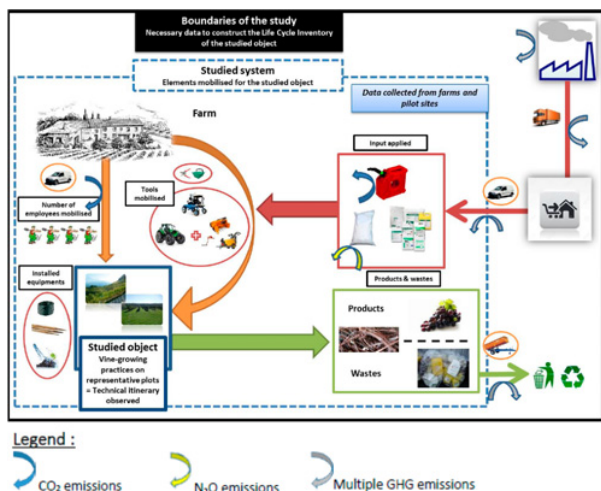 Boundaries of the study
Necessary data to construct the Life Cycle Inventory
of the studied object
Studied system
Elements mobilised for the studied object
Data collected from farms and
pilot sites
Farm
Input applied
Tools
mobilised
Number of
employees mobilised
Installed
equipments
Products & wastes
Products
Wastes
Studied object
Vine-growing
practices on
representative plots
= Technical itinerary
observed
Legend :
CO₂ emissions
N₂O emissions
Multiple GHG emissions